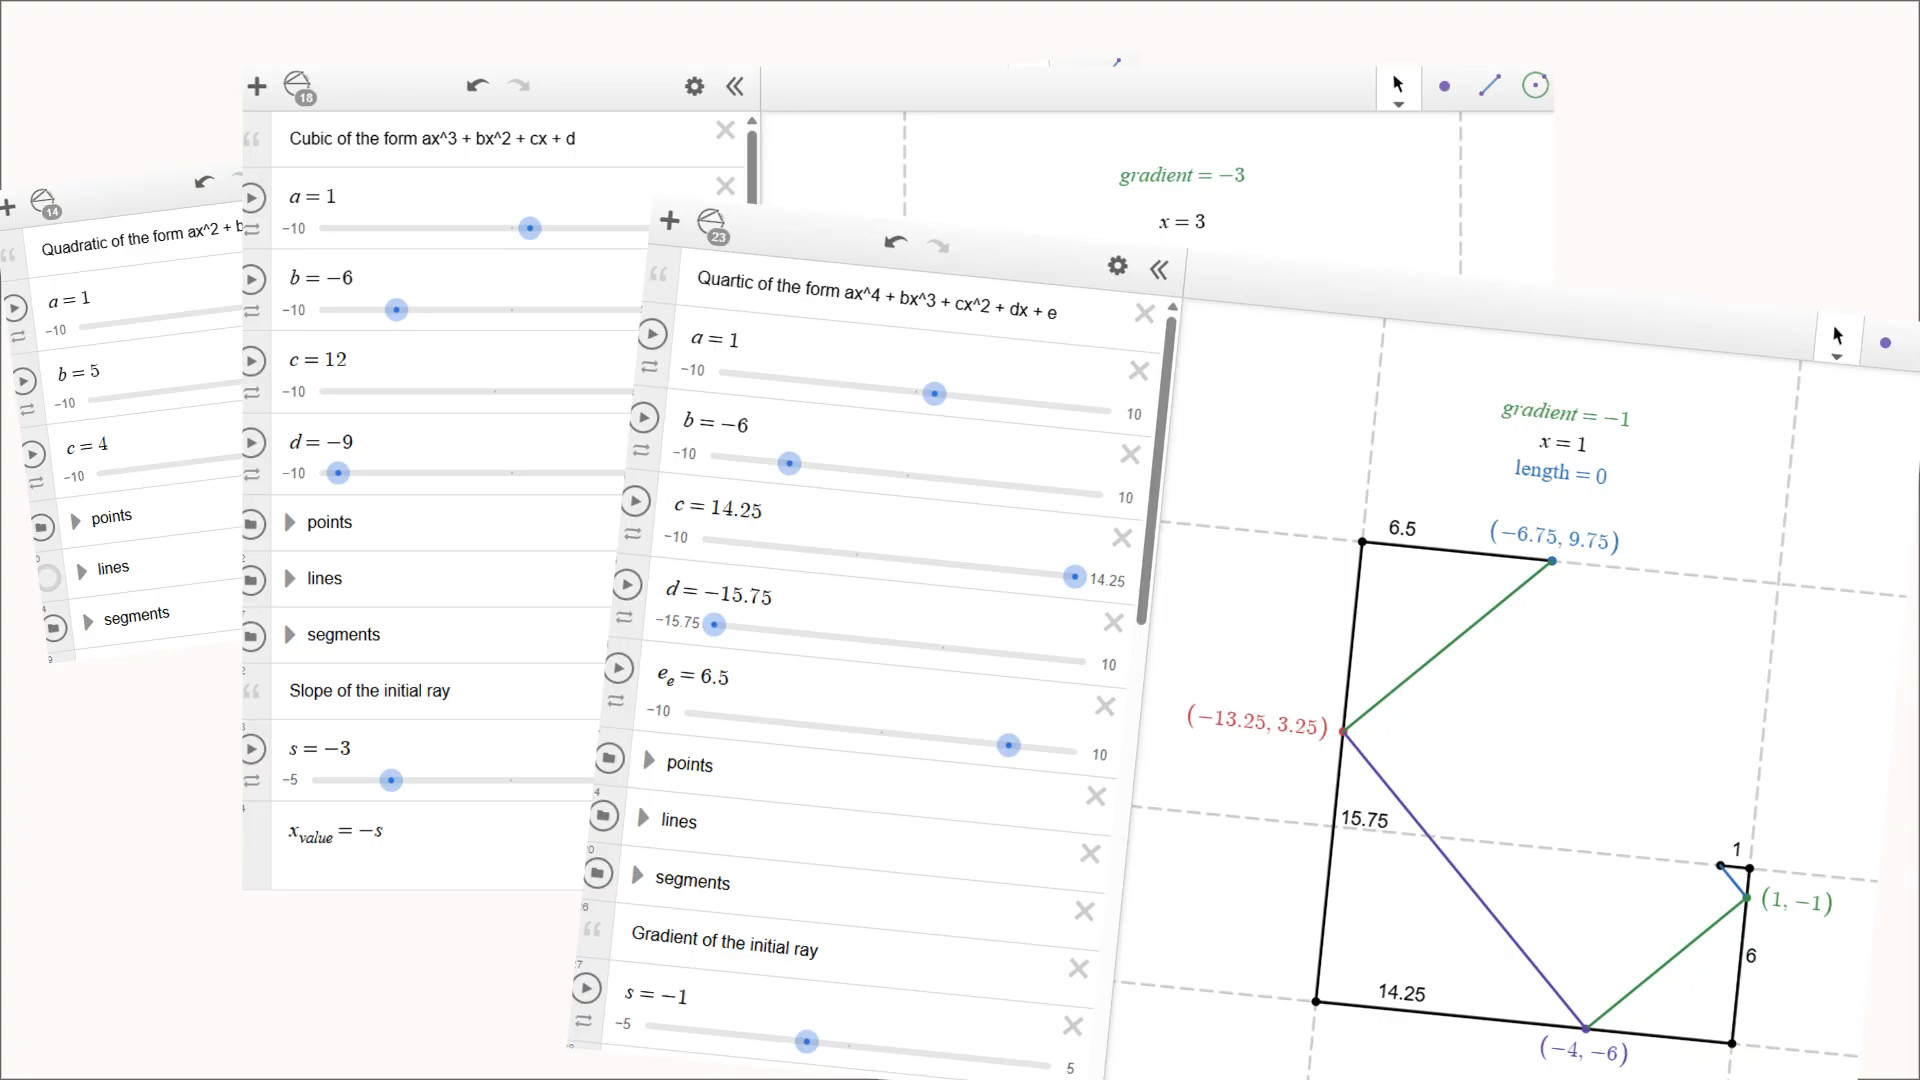 14
Quadratic of the form ax^2 + b
a = 1
−10
b = 5
−10
c = 4
−10
points
lines
segments
18
Cubic of the form ax^3 + bx^2 + cx + d
a = 1
−10
b = −6
−10
c = 12
−10
d = −9
−10
points
lines
segments
Slope of the initial ray
s = −3
−5
x_value = −s
gradient = −3
x = 3
23
Quartic of the form ax^4 + bx^3 + cx^2 + dx + e
a = 1
−10 10
b = −6
−10 10
c = 14.25
−10 14.25
d = −15.75
−15.75 10
e_e = 6.5
−10 10
points
lines
segments
Gradient of the initial ray
s = −1
−5 5
gradient = −1
x = 1
length = 0
6.5
(−6.75, 9.75)
(−13.25, 3.25)
15.75
1
(1, −1)
6
14.25
(−4, −6)